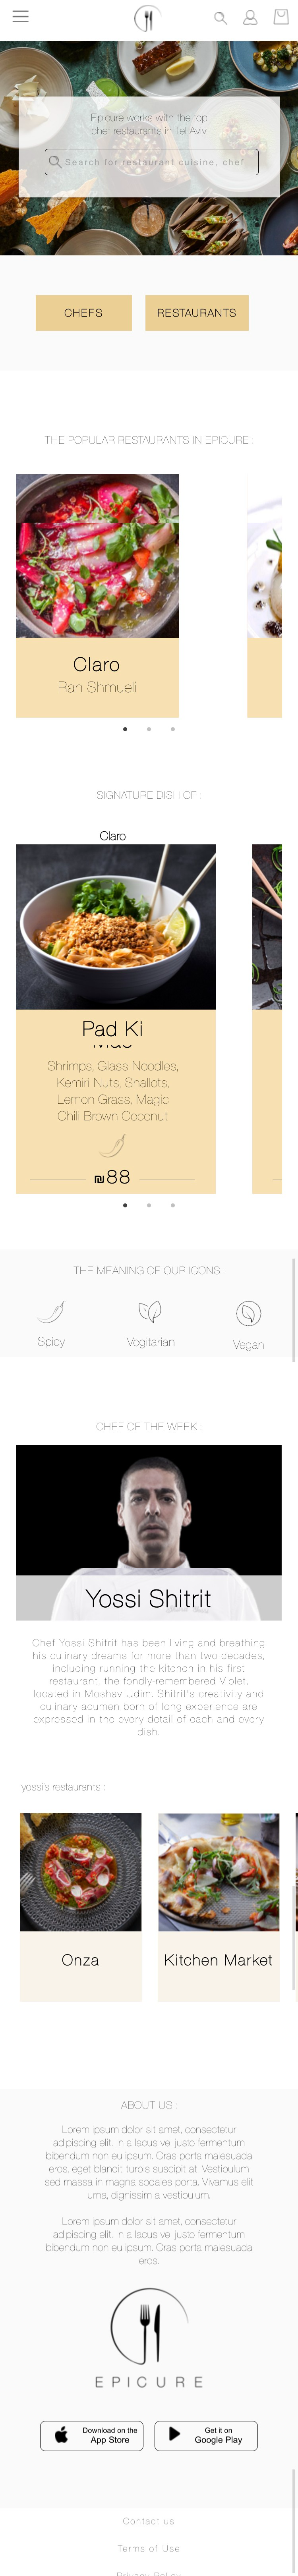 Epicure works with the top
chef restaurants in Tel Aviv
Search for restaurant cuisine, chef
CHEFS
RESTAURANTS
THE POPULAR RESTAURANTS IN EPICURE :
Claro
Ran Shmueli
SIGNATURE DISH OF :
Claro
Pad Ki
Shrimps, Glass Noodles,
Kemiri Nuts, Shallots,
Lemon Grass, Magic
Chili Brown Coconut
₪88
THE MEANING OF OUR ICONS :
Spicy
Vegitarian
Vegan
CHEF OF THE WEEK :
Yossi Shitrit
Chef Yossi Shitrit has been living and breathing
his culinary dreams for more than two decades,
including running the kitchen in his first
restaurant, the fondly-remembered Violet,
located in Moshav Udim. Shitrit's creativity and
culinary acumen born of long experience are
expressed in the every detail of each and every
dish.
yossi's restaurants :
Onza
Kitchen Market
ABOUT US :
Lorem ipsum dolor sit amet, consectetur
adipiscing elit. In a lacus vel justo fermentum
bibendum non eu ipsum. Cras porta malesuada
eros, eget blandit turpis suscipit at. Vestibulum
sed massa in magna sodales porta. Vivamus elit
urna, dignissim a vestibulum.
Lorem ipsum dolor sit amet, consectetur
adipiscing elit. In a lacus vel justo fermentum
bibendum non eu ipsum. Cras porta malesuada
eros.
EPICURE
Download on the
App Store
Get it on
Google Play
Contact us
Terms of Use
Privacy Policy